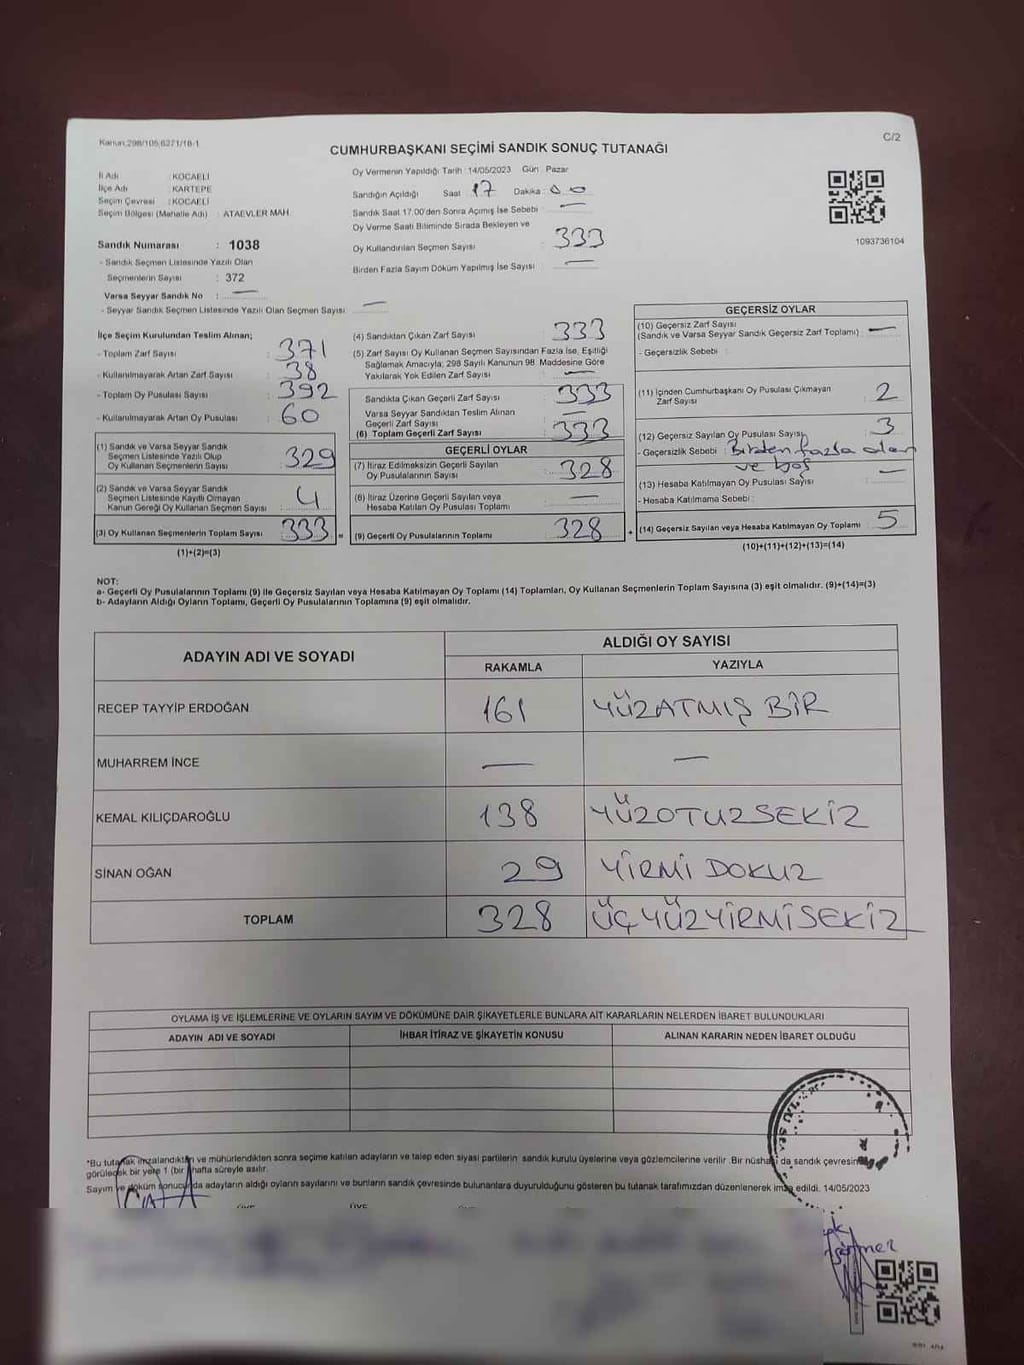 Kanun:298/105,6271/18-1
C/2
CUMHURBAŞKANI SEÇİMİ SANDIK SONUÇ TUTANAĞI
İl Adı : KOCAELİ
İlçe Adı : KARTEPE
Seçim Çevresi : KOCAELİ
Seçim Bölgesi (Mahalle Adı) : ATAEVLER MAH.
Sandık Numarası : 1038
- Sandık Seçmen Listesinde Yazılı Olan
Seçmenlerin Sayısı : 372
Varsa Seyyar Sandık No : —
- Seyyar Sandık Seçmen Listesinde Yazılı Olan Seçmen Sayısı: —
Oy Vermenin Yapıldığı Tarih :14/05/2023 Gün : Pazar
Sandığın Açıldığı Saat 17 Dakika : 00
Sandık Saat 17.00'den Sonra Açımış İse Sebebi : —
Oy Verme Saati Bitiminde Sırada Bekleyen ve
Oy Kullandırılan Seçmen Sayısı : 333
Birden Fazla Sayım Döküm Yapılmış İse Sayısı : —
1093736104
İlçe Seçim Kurulundan Teslim Alınan;
- Toplam Zarf Sayısı : 371
- Kullanılmayarak Artan Zarf Sayısı : 38
- Toplam Oy Pusulası Sayısı : 392
- Kullanılmayarak Artan Oy Pusulası : 60
(1) Sandık ve Varsa Seyyar Sandık
Seçmen Listesinde Yazılı Olup
Oy Kullanan Seçmenlerin Sayısı : 329
(2) Sandık ve Varsa Seyyar Sandık
Seçmen Listesinde Kayıtlı Olmayan
Kanun Gereği Oy Kullanan Seçmen Sayısı : 4
(3) Oy Kullanan Seçmenlerin Toplam Sayısı : 333 =
(1)+(2)=(3)
(4) Sandıktan Çıkan Zarf Sayısı : 333
(5) Zarf Sayısı Oy Kullanan Seçmen Sayısından Fazla İse, Eşitliği
Sağlamak Amacıyla; 298 Sayılı Kanunun 98. Maddesine Göre
Yakılarak Yok Edilen Zarf Sayısı : —
Sandıkta Çıkan Geçerli Zarf Sayısı : 333
Varsa Seyyar Sandıktan Teslim Alınan
Geçerli Zarf Sayısı : —
(6) Toplam Geçerli Zarf Sayısı : 333
GEÇERLİ OYLAR
(7) İtiraz Edilmeksizin Geçerli Sayılan
Oy Pusulalarının Sayısı : 328
(8) İtiraz Üzerine Geçerli Sayılan veya
Hesaba Katılan Oy Pusulası Toplamı : —
(9) Geçerli Oy Pusulalarının Toplamı : 328 +
GEÇERSİZ OYLAR
(10) Geçersiz Zarf Sayısı
(Sandık ve Varsa Seyyar Sandık Geçersiz Zarf Toplamı) : —
- Geçersizlik Sebebi :
(11) İçinden Cumhurbaşkanı Oy Pusulası Çıkmayan
Zarf Sayısı : 2
(12) Geçersiz Sayılan Oy Pusulası Sayısı : 3
- Geçersizlik Sebebi : Birden fazla olan
ve boş
(13) Hesaba Katılmayan Oy Pusulası Sayısı : —
- Hesaba Katılmama Sebebi :
(14) Geçersiz Sayılan veya Hesaba Katılmayan Oy Toplamı : 5
(10)+(11)+(12)+(13)=(14)
NOT:
a- Geçerli Oy Pusulalarının Toplamı (9) ile Geçersiz Sayılan veya Hesaba Katılmayan Oy Toplamı (14) Toplamları, Oy Kullanan Seçmenlerin Toplam Sayısına (3) eşit olmalıdır. (9)+(14)=(3)
b- Adayların Aldığı Oyların Toplamı, Geçerli Oy Pusulalarının Toplamına (9) eşit olmalıdır.
ADAYIN ADI VE SOYADI
ALDIĞI OY SAYISI
RAKAMLA YAZIYLA
RECEP TAYYİP ERDOĞAN 161 YÜZATMIŞ BİR
MUHARREM İNCE — —
KEMAL KILIÇDAROĞLU 138 YÜZOTUZSEKİZ
SİNAN OĞAN 29 YİRMİ DOKUZ
TOPLAM 328 ÜÇYÜZYİRMİSEKİZ
OYLAMA İŞ VE İŞLEMLERİNE VE OYLARIN SAYIM VE DÖKÜMÜNE DAİR ŞİKAYETLERLE BUNLARA AİT KARARLARIN NELERDEN İBARET BULUNDUKLARI
ADAYIN ADI VE SOYADI İHBAR İTİRAZ VE ŞİKAYETİN KONUSU ALINAN KARARIN NEDEN İBARET OLDUĞU
*Bu tutanak imzalandıktan ve mühürlendikten sonra seçime katılan adayların ve talep eden siyasi partilerin sandık kurulu üyelerine veya gözlemcilerine verilir .Bir nüshası da sandık çevresinin
görülecek bir yere 1 (bir) hafta süreyle asılır.
Sayım ve döküm sonucunda adayların aldığı oyların sayılarını ve bunların sandık çevresinde bulunanlara duyurulduğunu gösteren bu tutanak tarafımızdan düzenlenerek imza edildi. 14/05/2023